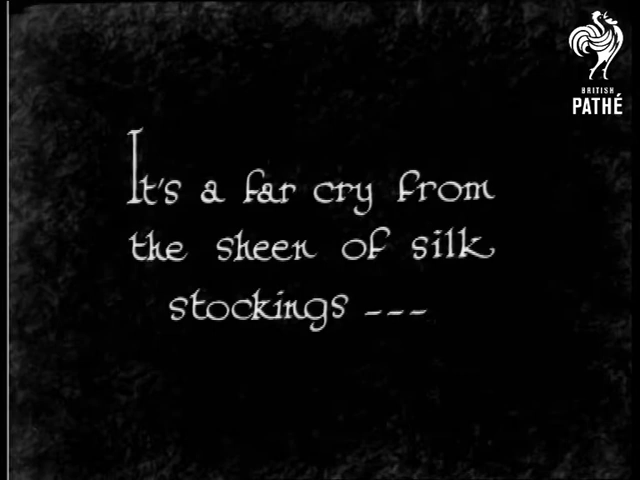 BRITISH
PATHÉ
It's a far cry from
the sheen of silk
stockings ---